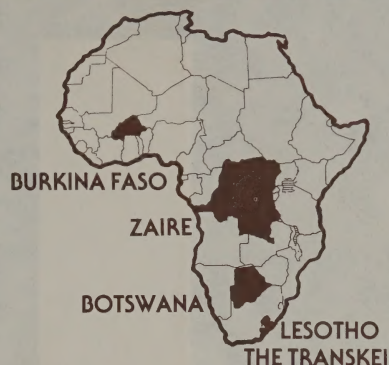 BURKINA FASO
ZAIRE
BOTSWANA
LESOTHO
THE TRANSKEI